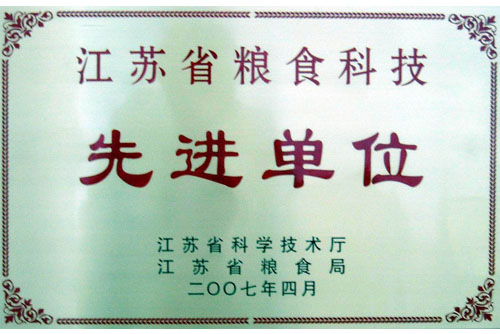 江苏省粮食科技
先进单位
江苏省科学技术厅
江苏省粮食局
二〇〇七年四月